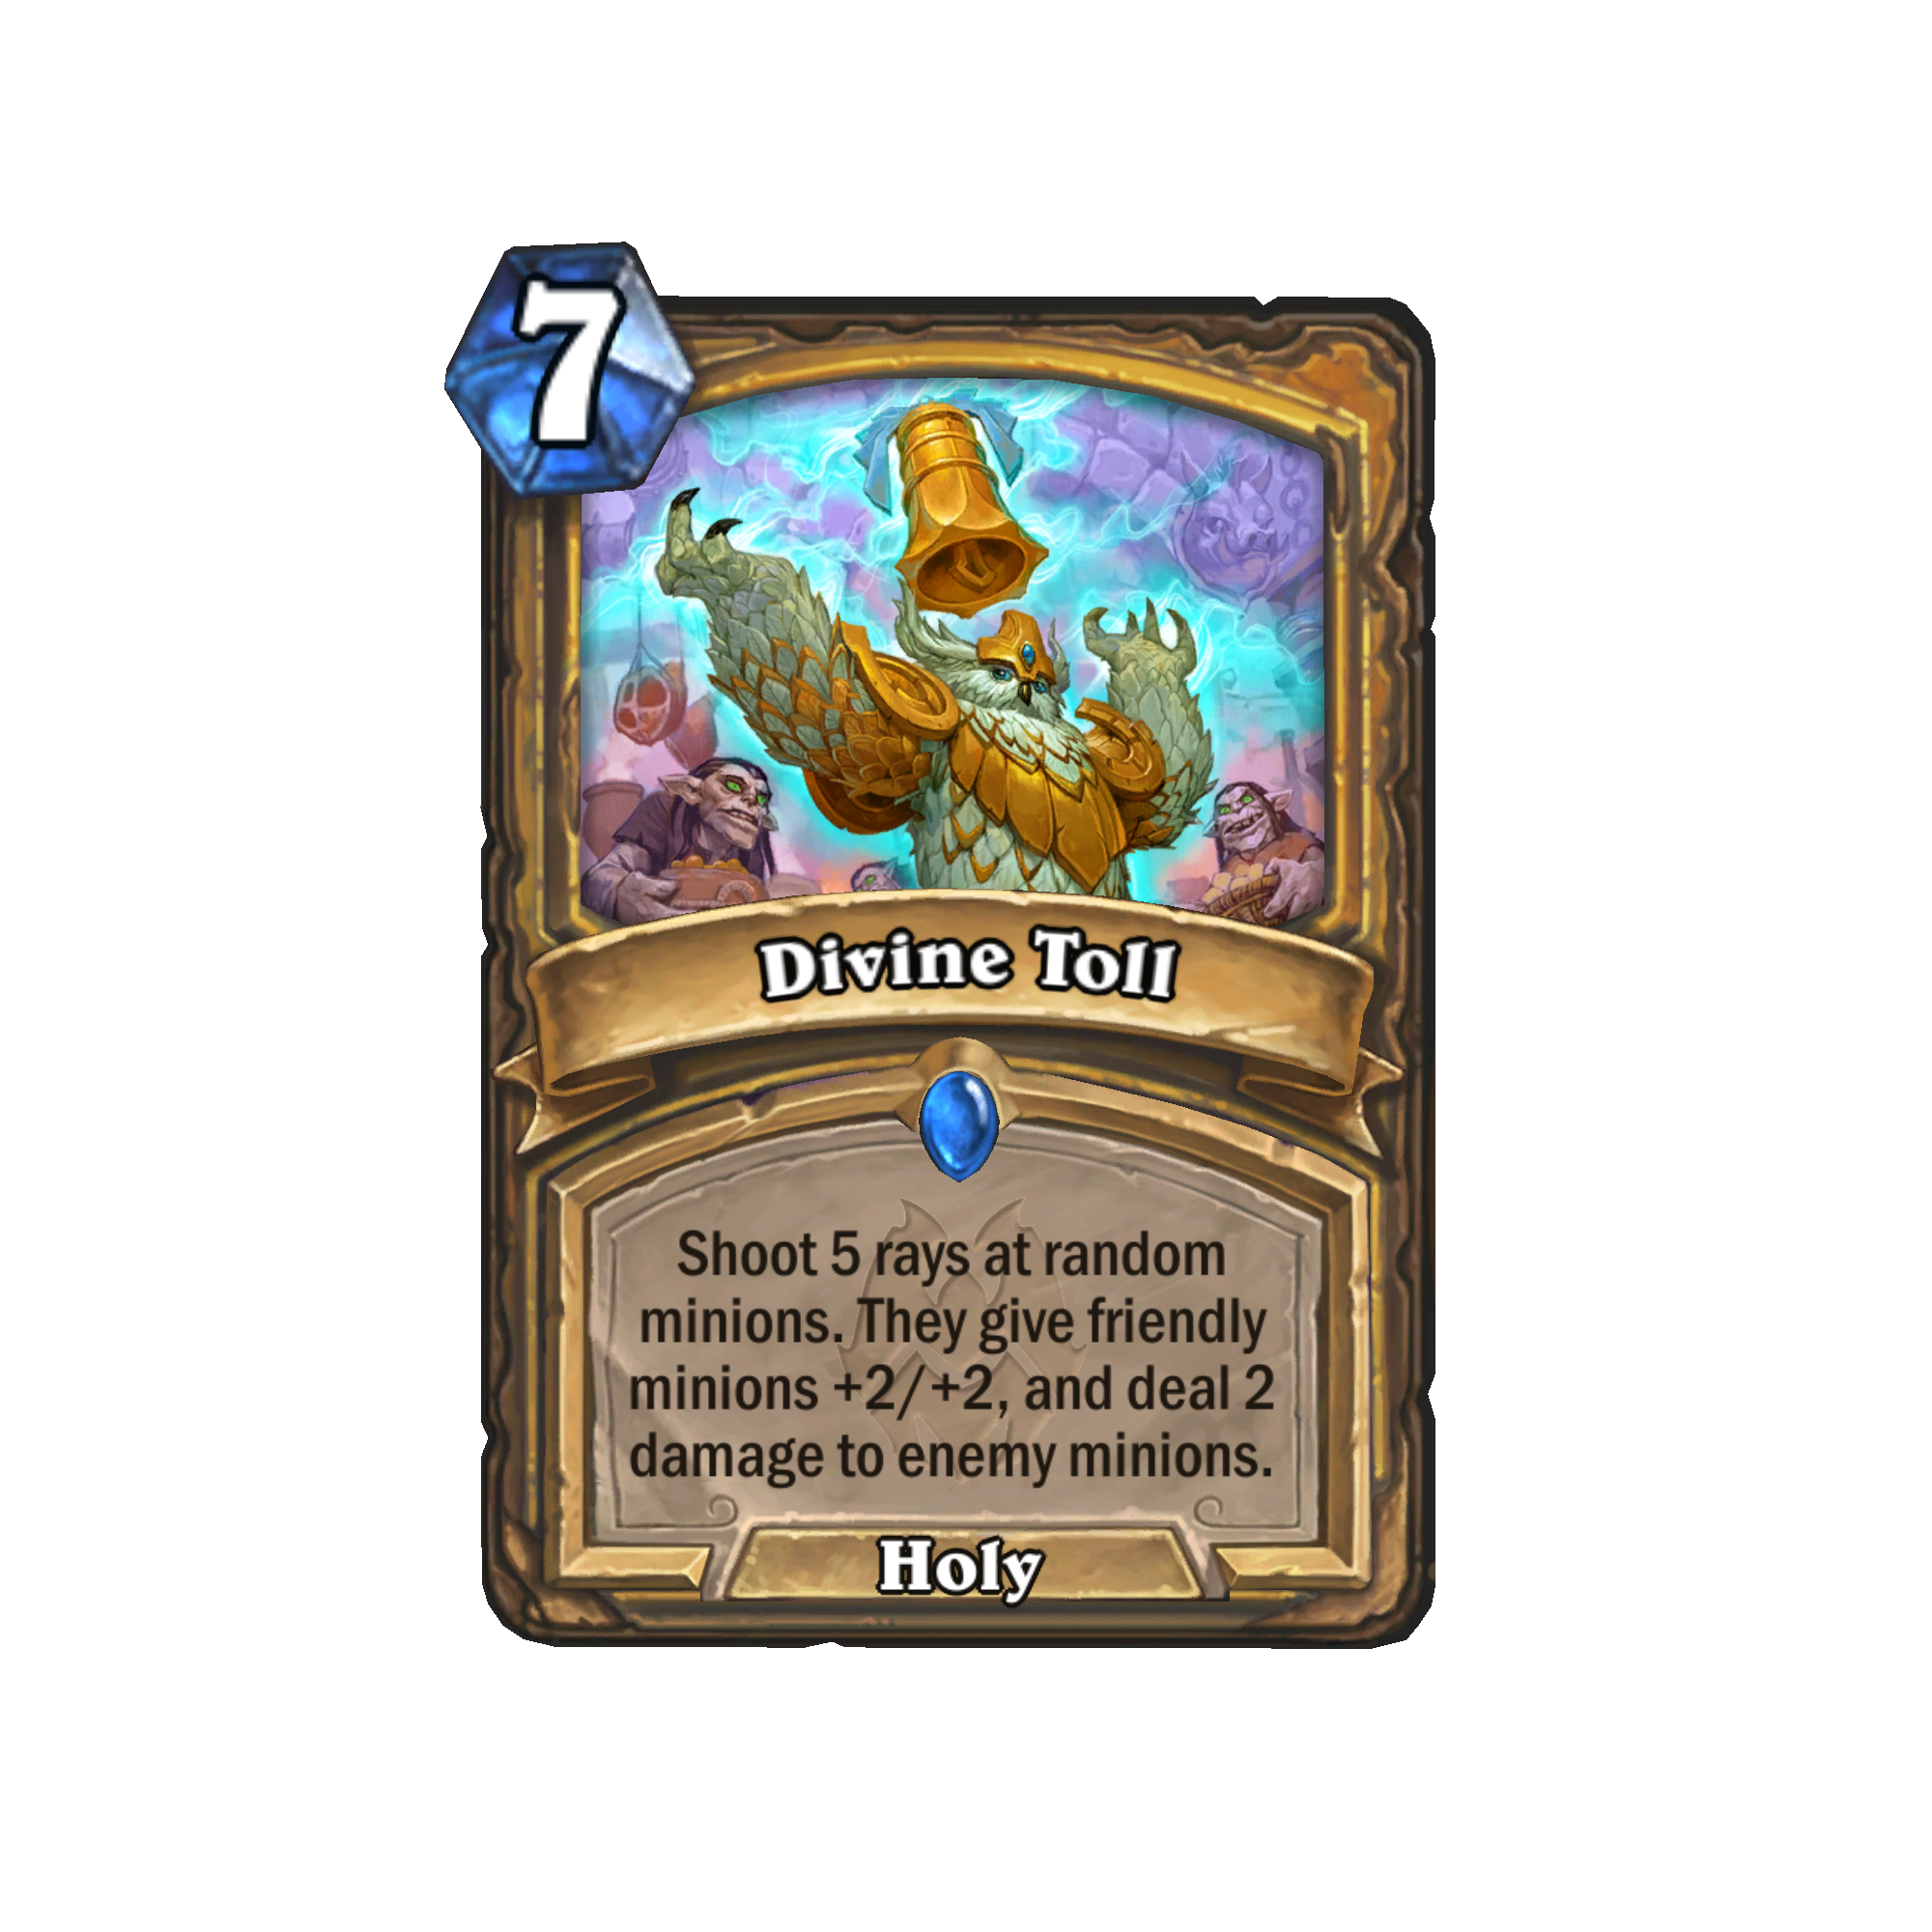 7
Divine Toll
Shoot 5 rays at random
minions. They give friendly
minions +2/+2, and deal 2
damage to enemy minions.
Holy